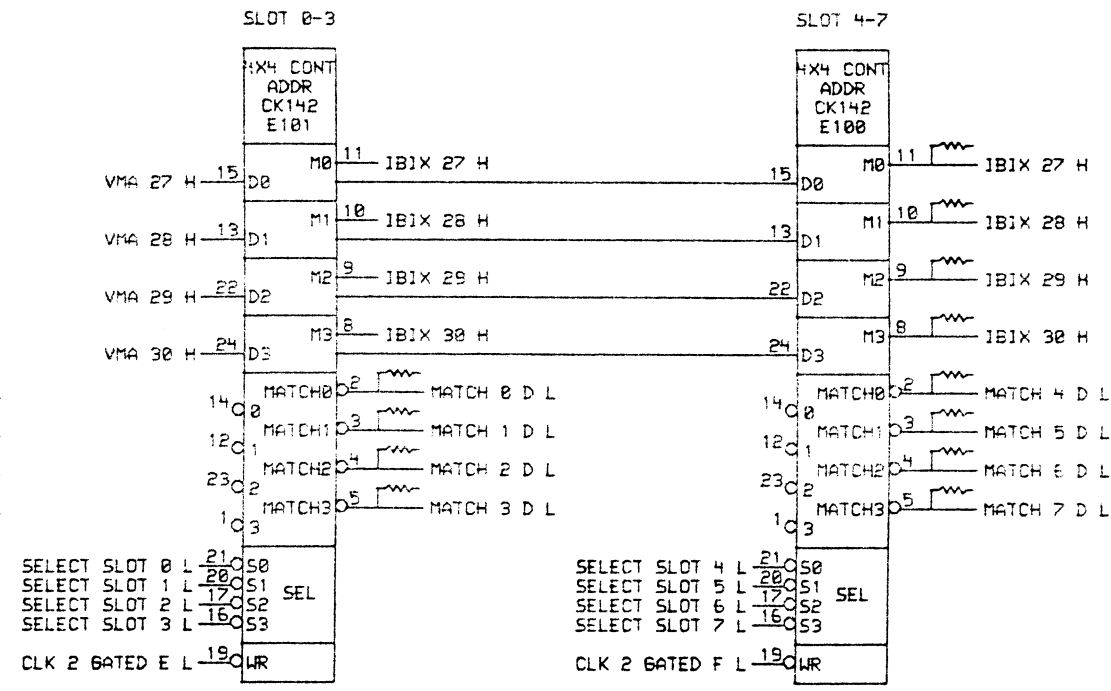 SLOT 0-3
4X4 CONT
ADDR
CK142
E101
M0 11 IBIX 27 H
VMA 27 H 15 D0
M1 10 IBIX 28 H
VMA 28 H 13 D1
M2 9 IBIX 29 H
VMA 29 H 22 D2
M3 8 IBIX 30 H
VMA 30 H 24 D3
MATCH0 2 MATCH 0 D L
14 0
MATCH1 3 MATCH 1 D L
12 1
MATCH2 4 MATCH 2 D L
23 2
MATCH3 5 MATCH 3 D L
1 3
SELECT SLOT 0 L 21 S0
SELECT SLOT 1 L 20 S1
SEL
SELECT SLOT 2 L 17 S2
SELECT SLOT 3 L 16 S3
CLK 2 GATED E L 19 WR
SLOT 4-7
4X4 CONT
ADDR
CK142
E100
M0 11 IBIX 27 H
15 D0
M1 10 IBIX 28 H
13 D1
M2 9 IBIX 29 H
22 D2
M3 8 IBIX 30 H
24 D3
MATCH0 2 MATCH 4 D L
14 0
MATCH1 3 MATCH 5 D L
12 1
MATCH2 4 MATCH 6 D L
23 2
MATCH3 5 MATCH 7 D L
1 3
SELECT SLOT 4 L 21 S0
SELECT SLOT 5 L 20 S1
SEL
SELECT SLOT 6 L 17 S2
SELECT SLOT 7 L 16 S3
CLK 2 GATED F L 19 WR